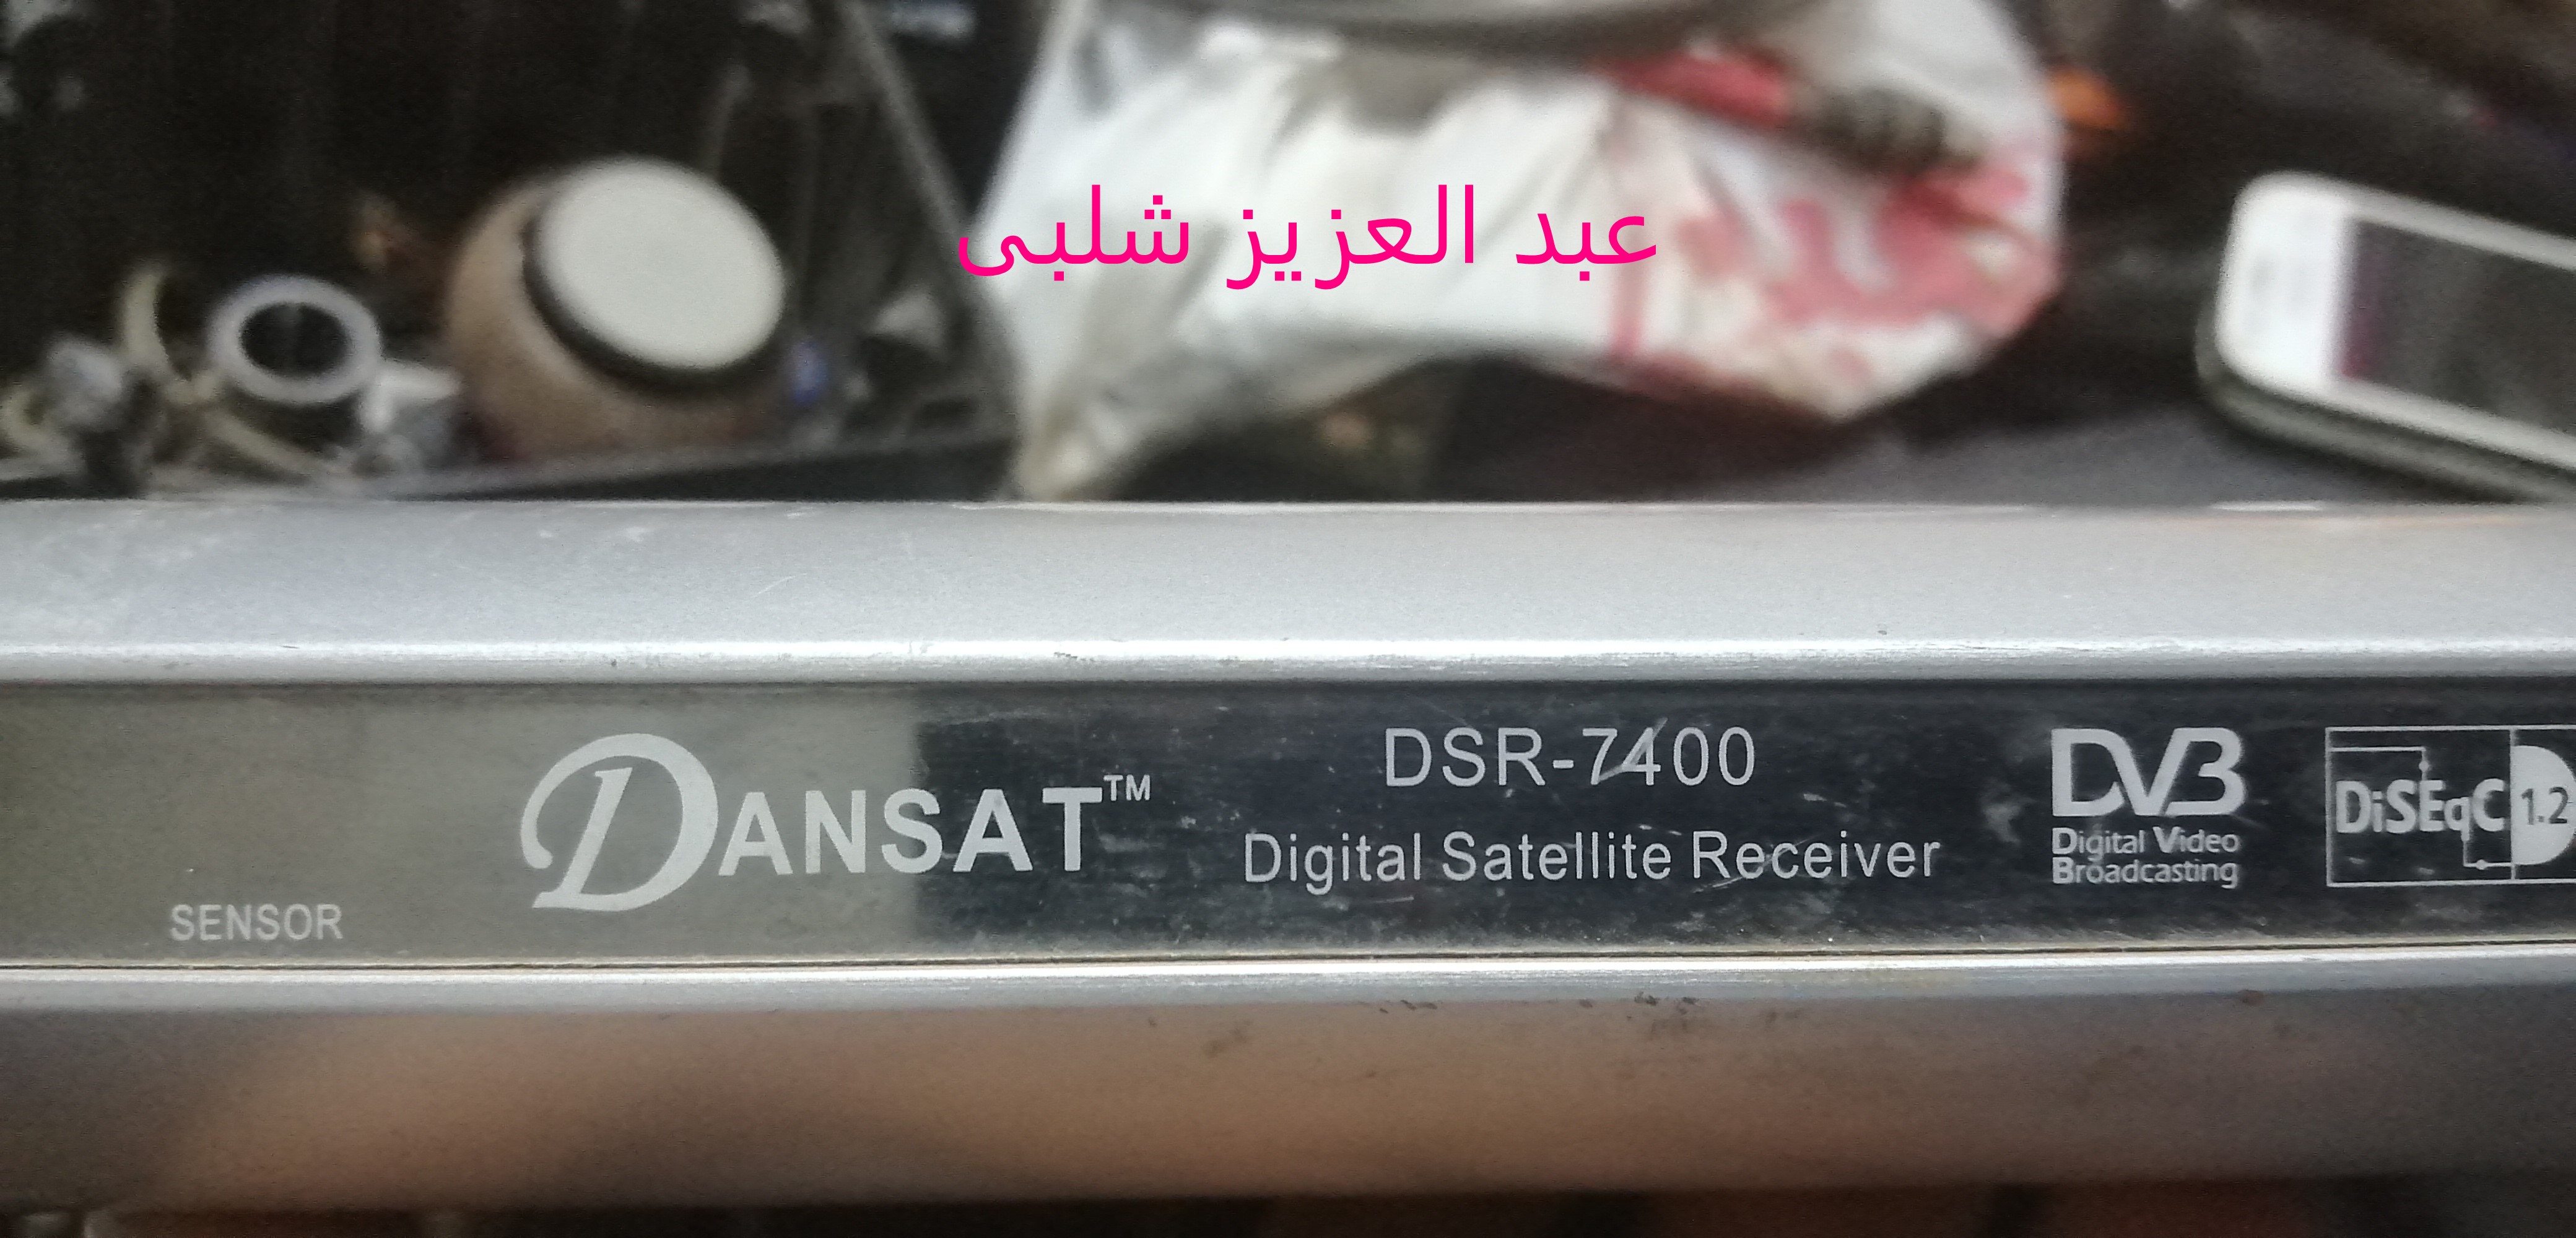 عبد العزيز شلبى
DANSAT™
DSR-7400
Digital Satellite Receiver
DVB
Digital Video
Broadcasting
DiSEqC 1.2
SENSOR